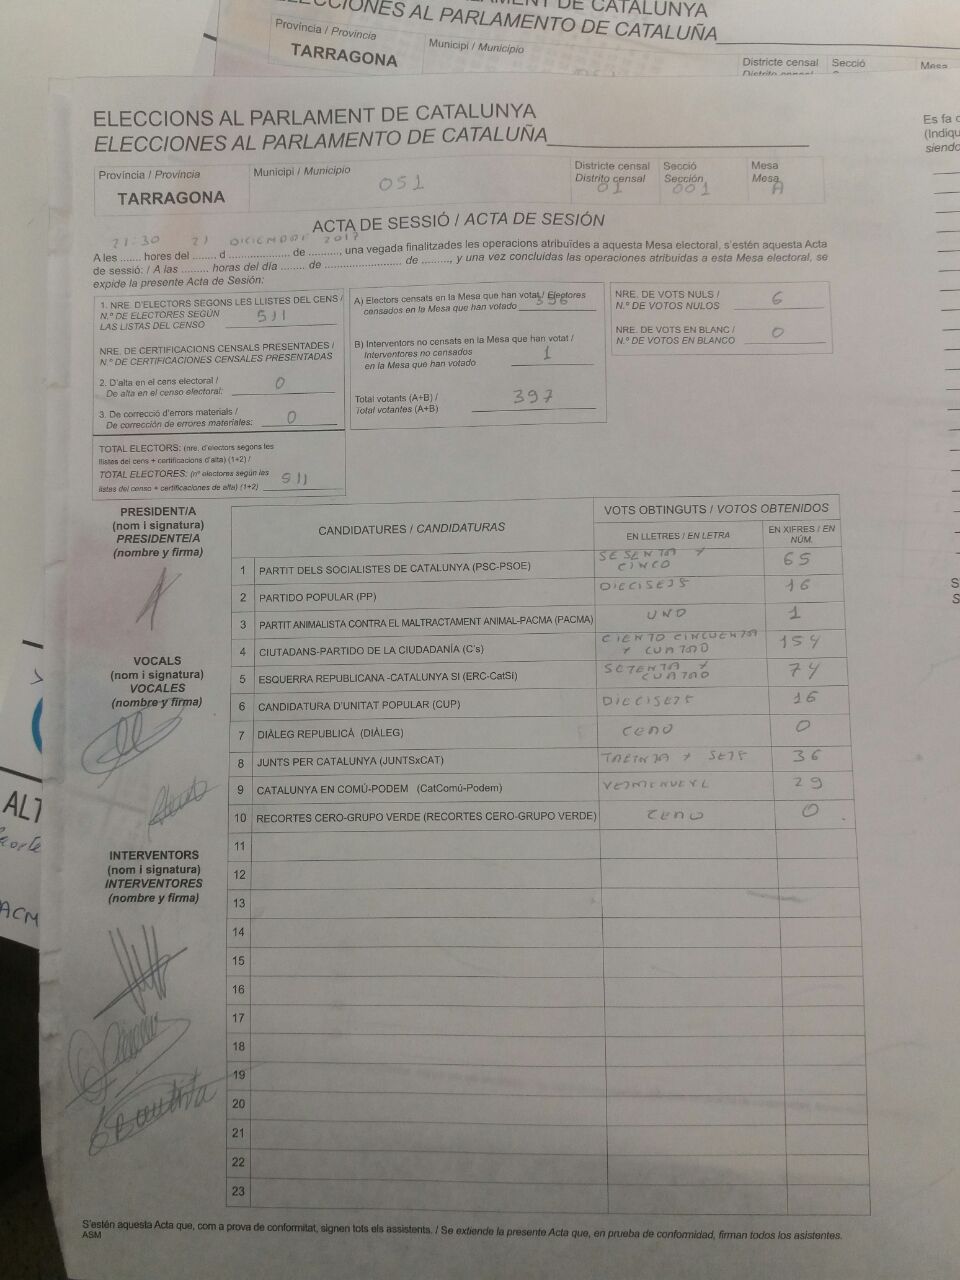 ELECCIONES AL PARLAMENTO DE CATALUÑA
Província / Provincia
TARRAGONA
Municipi / Municipio
Districte censal
Secció
Mesa
ELECCIONS AL PARLAMENT DE CATALUNYA
ELECCIONES AL PARLAMENTO DE CATALUÑA
Província / Provincia
TARRAGONA
Municipi / Municipio
051
Districte censal
Distrito censal
01
Secció
Sección
001
Mesa
Mesa
A
ACTA DE SESSIÓ / ACTA DE SESIÓN
21:30 21 DICIEMBRE 2017
A les ....... hores del ....... d ................... de .........., una vegada finalitzades les operacions atribuïdes a aquesta Mesa electoral, s'estén aquesta Acta
de sessió: / A las ......... horas del día ....... de ........................ de ........., y una vez concluidas las operaciones atribuidas a esta Mesa electoral, se
expide la presente Acta de Sesión:
1. NRE. D'ELECTORS SEGONS LES LLISTES DEL CENS /
N.º DE ELECTORES SEGÚN
LAS LISTAS DEL CENSO 511
NRE. DE CERTIFICACIONS CENSALS PRESENTADES /
N.º DE CERTIFICACIONES CENSALES PRESENTADAS
2. D'alta en el cens electoral /
De alta en el censo electoral: 0
3. De correcció d'errors materials /
De corrección de errores materiales: 0
TOTAL ELECTORS: (nre. d'electors segons les
llistes del cens + certificacions d'alta) (1+2) /
TOTAL ELECTORES: (nº electores según les
listes del censo + certificaciones de alta) (1+2) 511
A) Electors censats en la Mesa que han votat / Electores
censados en la Mesa que han votado 396
B) Interventors no censats en la Mesa que han votat /
Interventores no censados
en la Mesa que han votado 1
Total votants (A+B) /
Total votantes (A+B) 397
NRE. DE VOTS NULS /
N.º DE VOTOS NULOS 6
NRE. DE VOTS EN BLANC /
N.º DE VOTOS EN BLANCO 0
PRESIDENT/A
(nom i signatura)
PRESIDENTE/A
(nombre y firma)
VOCALS
(nom i signatura)
VOCALES
(nombre y firma)
INTERVENTORS
(nom i signatura)
INTERVENTORES
(nombre y firma)
CANDIDATURES / CANDIDATURAS
VOTS OBTINGUTS / VOTOS OBTENIDOS
EN LLETRES / EN LETRA
EN XIFRES / EN NÚM.
1 PARTIT DELS SOCIALISTES DE CATALUNYA (PSC-PSOE) SESENTA Y CINCO 65
2 PARTIDO POPULAR (PP) DIECISEIS 16
3 PARTIT ANIMALISTA CONTRA EL MALTRACTAMENT ANIMAL-PACMA (PACMA) UNO 1
4 CIUTADANS-PARTIDO DE LA CIUDADANÍA (C's) CIENTO CINCUENTA Y CUATRO 154
5 ESQUERRA REPUBLICANA -CATALUNYA SI (ERC-CatSí) SETENTA Y CUATRO 74
6 CANDIDATURA D'UNITAT POPULAR (CUP) DIECISEIS 16
7 DIÀLEG REPUBLICÀ (DIÀLEG) CERO 0
8 JUNTS PER CATALUNYA (JUNTSxCAT) TREINTA Y SEIS 36
9 CATALUNYA EN COMÚ-PODEM (CatComú-Podem) VEINTINUEVE 29
10 RECORTES CERO-GRUPO VERDE (RECORTES CERO-GRUPO VERDE) CERO 0
11
12
13
14
15
16
17
18
19
20
21
22
23
S'estén aquesta Acta que, com a prova de conformitat, signen tots els assistents. / Se extiende la presente Acta que, en prueba de conformidad, firman todos los asistentes.
ASM
Es fa
(Indiqu
siendo
ALT
ACM